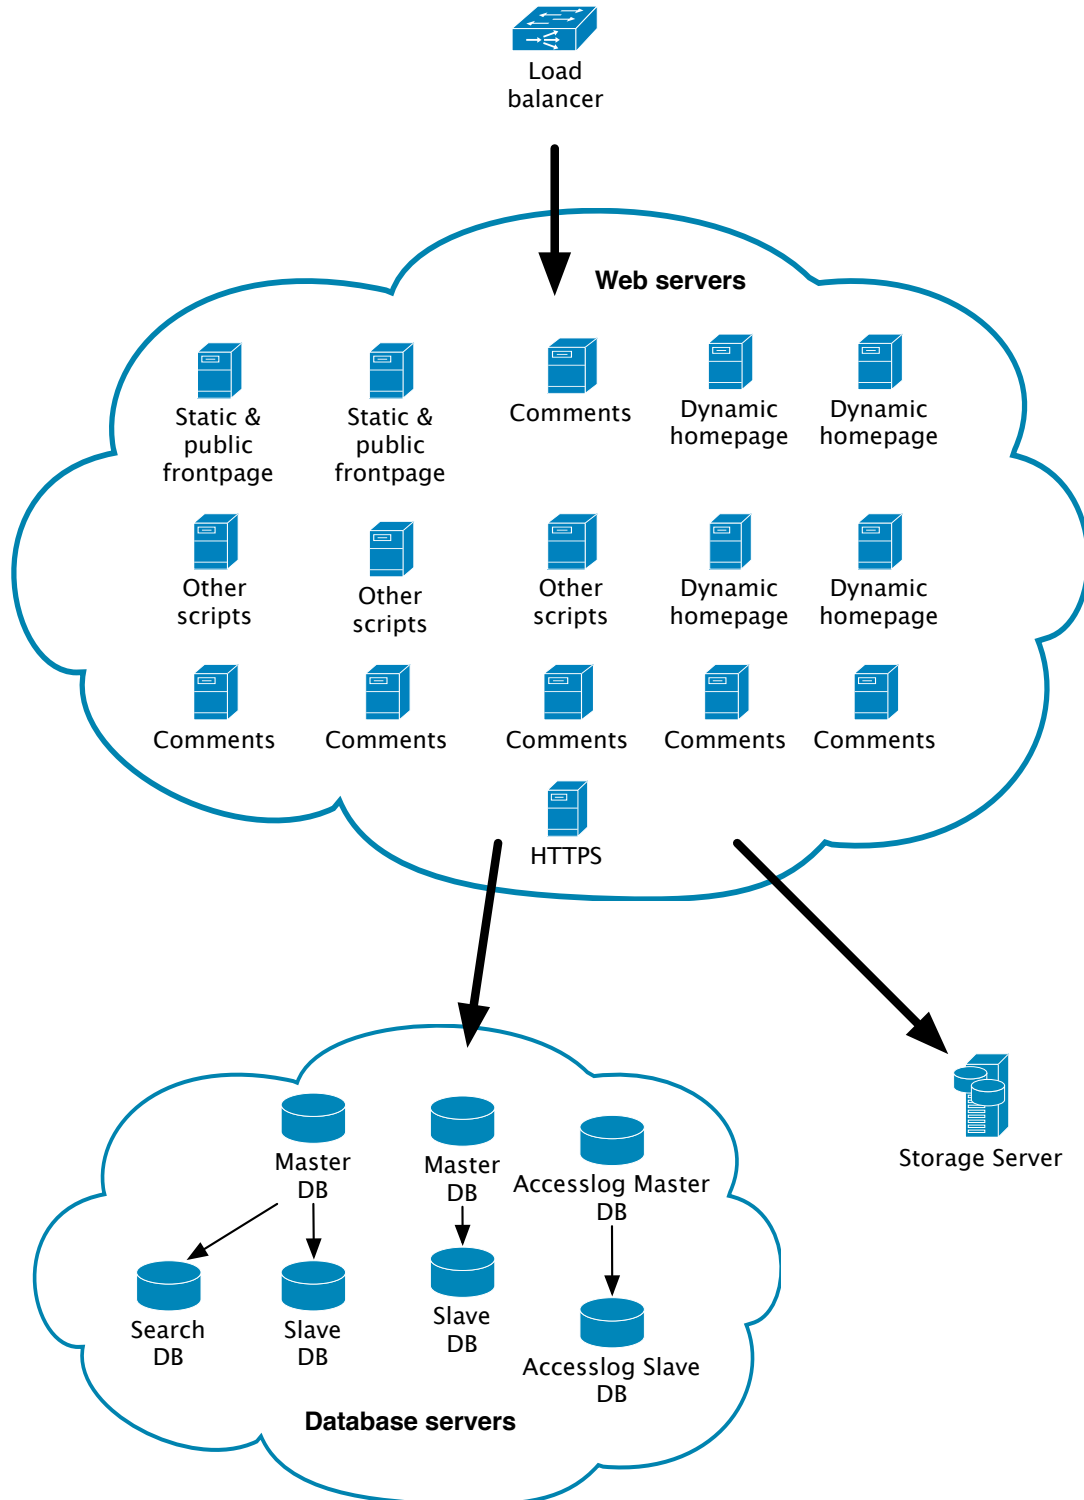 Load
balancer
Web servers
Static &
public
frontpage
Static &
public
frontpage
Comments
Dynamic
homepage
Dynamic
homepage
Other
scripts
Other
scripts
Other
scripts
Dynamic
homepage
Dynamic
homepage
Comments
Comments
Comments
Comments
Comments
HTTPS
Master
DB
Master
DB
Accesslog Master
DB
Storage Server
Search
DB
Slave
DB
Slave
DB
Accesslog Slave
DB
Database servers